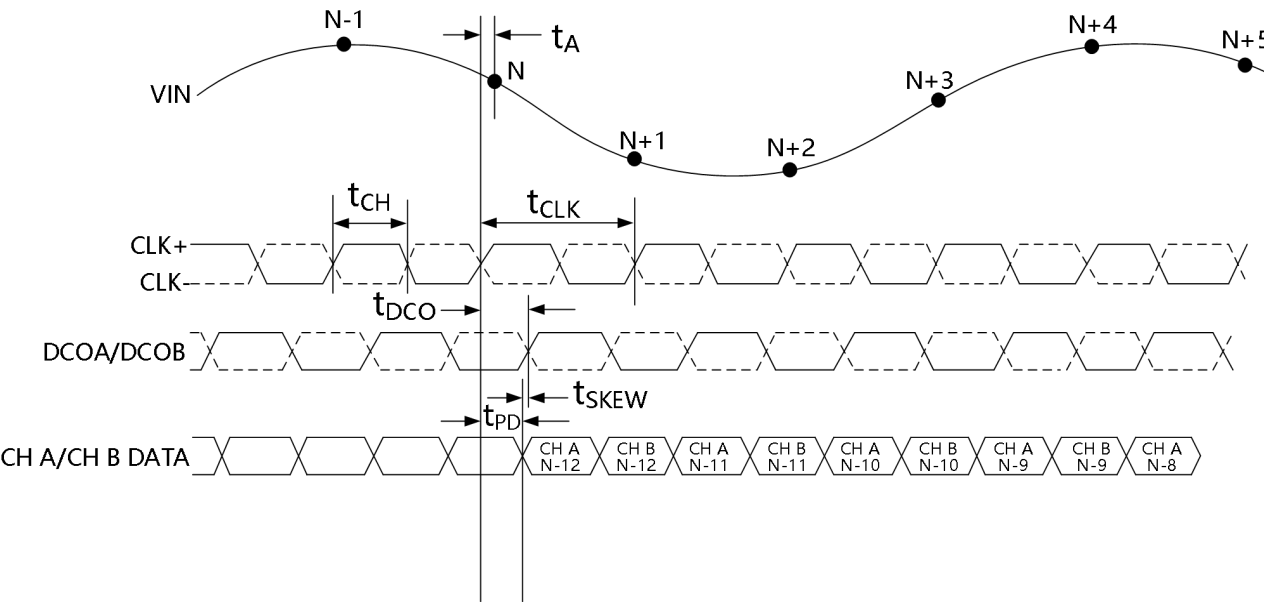 N-1
tA
N
N+4
N+5
VIN
N+3
N+1
N+2
tCH
tCLK
CLK+
CLK-
tDCO
DCOA/DCOB
tSKEW
tPD
CH A/CH B DATA
CH A
N-12
CH B
N-12
CH A
N-11
CH B
N-11
CH A
N-10
CH B
N-10
CH A
N-9
CH B
N-9
CH A
N-8